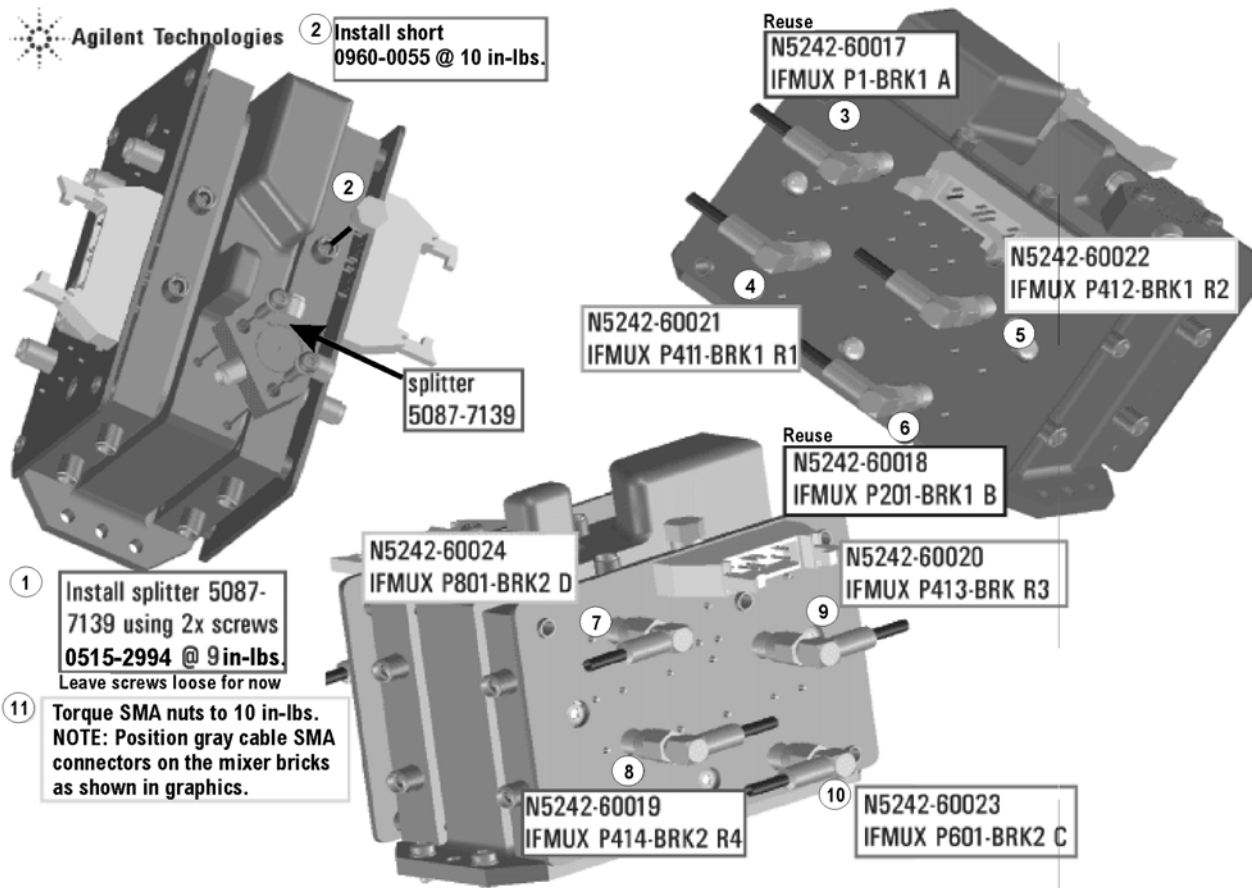 Agilent Technologies
2
Install short
0960-0055 @ 10 in-lbs.
Reuse
N5242-60017
IFMUX P1-BRK1 A
3
2
N5242-60022
IFMUX P412-BRK1 R2
4
5
N5242-60021
IFMUX P411-BRK1 R1
splitter
5087-7139
6
Reuse
N5242-60018
IFMUX P201-BRK1 B
N5242-60024
IFMUX P801-BRK2 D
N5242-60020
IFMUX P413-BRK R3
1
Install splitter 5087-
7139 using 2x screws
0515-2994 @ 9 in-lbs.
Leave screws loose for now
7
9
11
Torque SMA nuts to 10 in-lbs.
NOTE: Position gray cable SMA
connectors on the mixer bricks
as shown in graphics.
8
10
N5242-60019
IFMUX P414-BRK2 R4
N5242-60023
IFMUX P601-BRK2 C